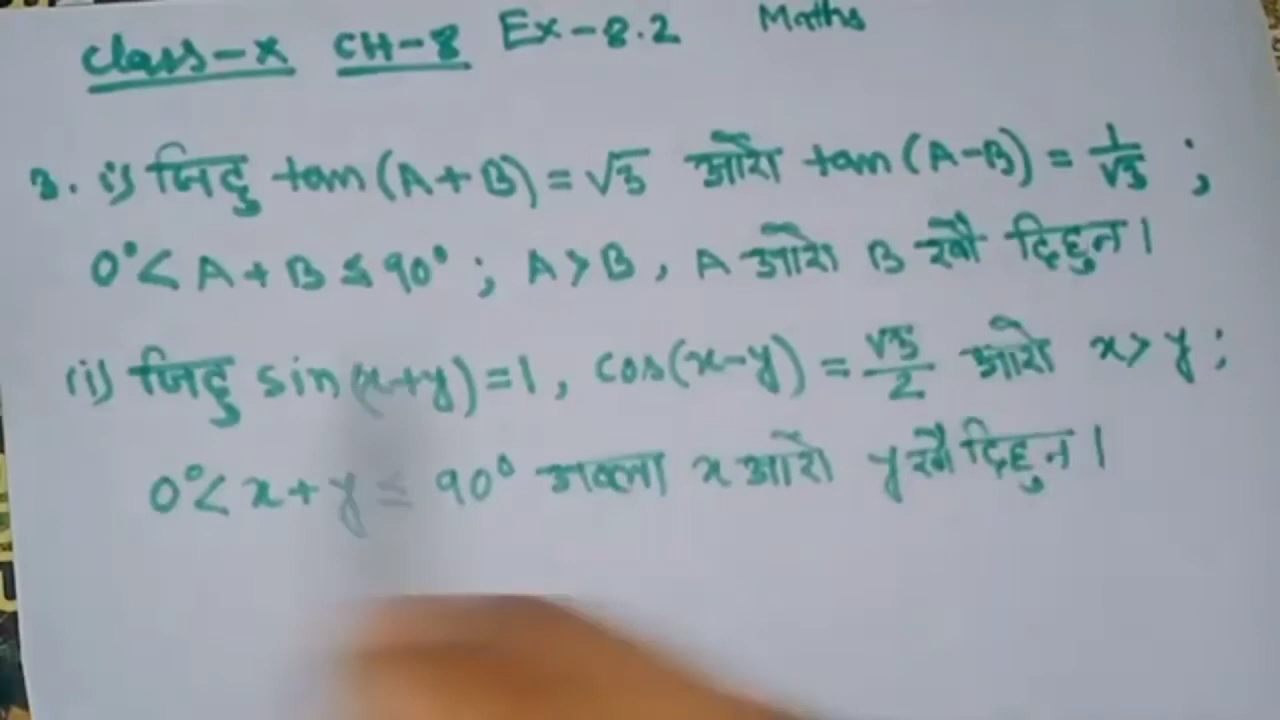 Class-X CH-8 Ex-8.2 Maths
3. i) जिदु tan(A+B)=√3 आरो tan(A-B)=1/√3 ;
0°<A+B≤90° ; A>B, A आरो B खौ दिहुन।
(ii) जिदु sin(x+y)=1, cos(x-y)=√3/2 आरो x>y;
0°<x+y≤ 90° अब्ला x आरो y खौ दिहुन।